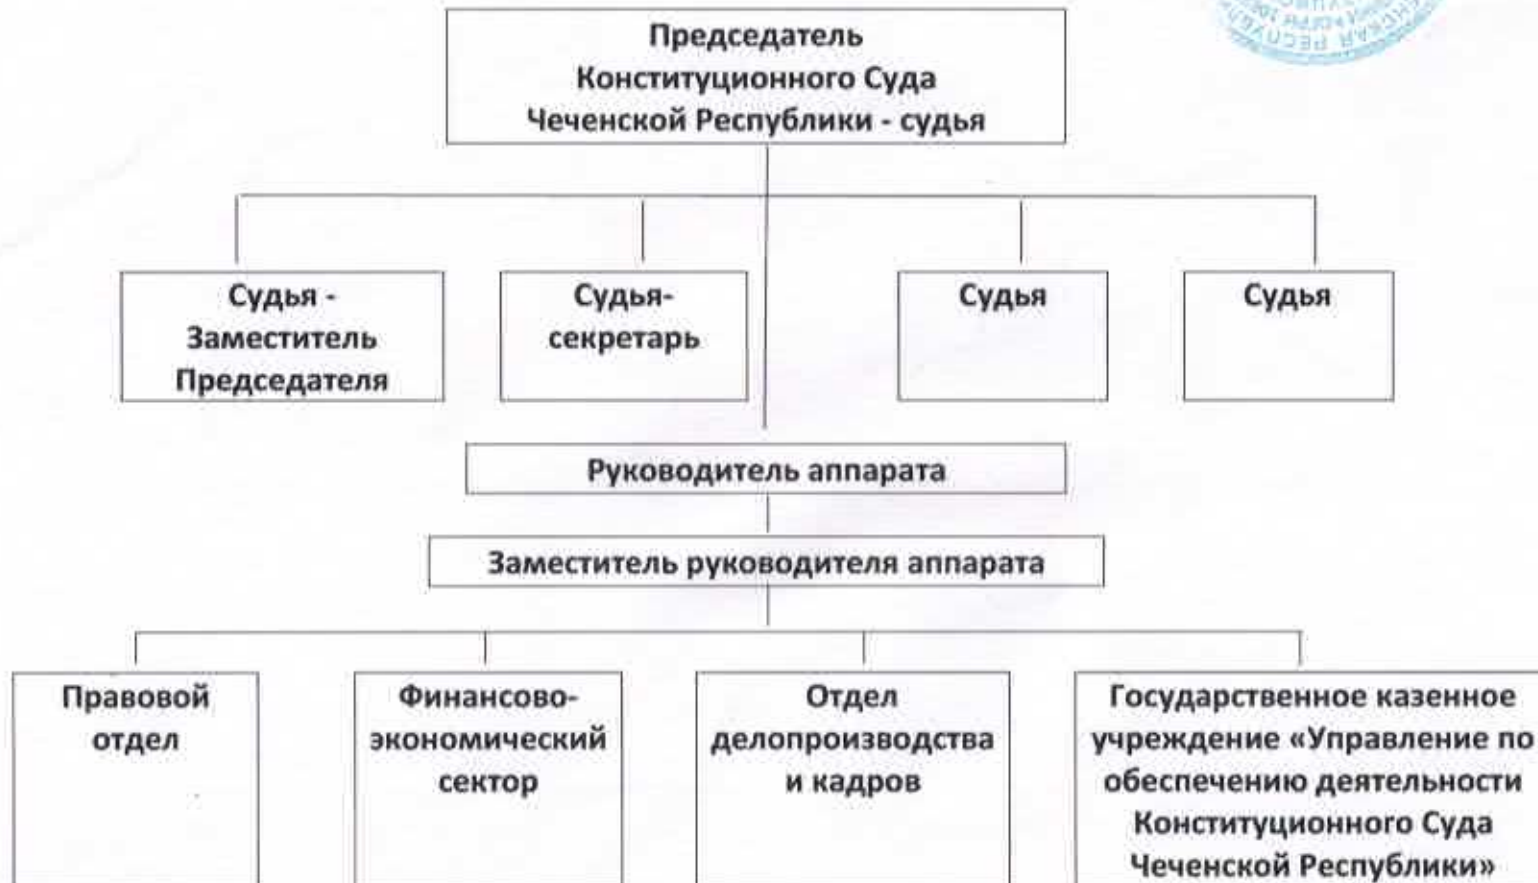 Председатель
Конституционного Суда
Чеченской Республики - судья
Судья -
Заместитель
Председателя
Судья-
секретарь
Судья
Судья
Руководитель аппарата
Заместитель руководителя аппарата
Правовой
отдел
Финансово-
экономический
сектор
Отдел
делопроизводства
и кадров
Государственное казенное
учреждение «Управление по
обеспечению деятельности
Конституционного Суда
Чеченской Республики»